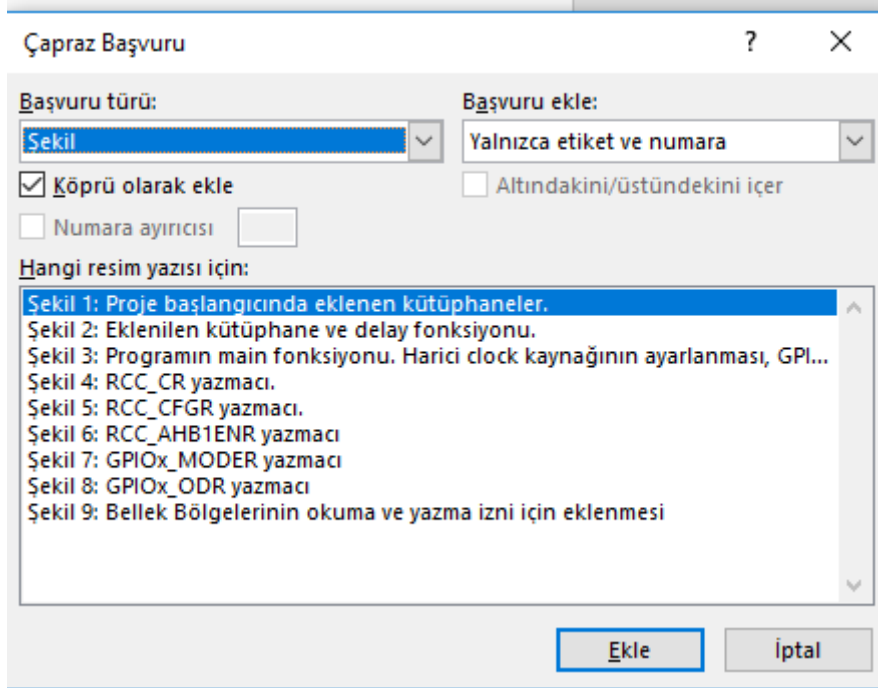 Çapraz Başvuru
Başvuru türü:
Başvuru ekle:
Şekil
Yalnızca etiket ve numara
Köprü olarak ekle
Altındakini/üstündekini içer
Numara ayırıcısı
Hangi resim yazısı için:
Şekil 1: Proje başlangıcında eklenen kütüphaneler.
Şekil 2: Eklenilen kütüphane ve delay fonksiyonu.
Şekil 3: Programın main fonksiyonu. Harici clock kaynağının ayarlanması, GPI...
Şekil 4: RCC_CR yazmacı.
Şekil 5: RCC_CFGR yazmacı.
Şekil 6: RCC_AHB1ENR yazmacı
Şekil 7: GPIOx_MODER yazmacı
Şekil 8: GPIOx_ODR yazmacı
Şekil 9: Bellek Bölgelerinin okuma ve yazma izni için eklenmesi
Ekle
İptal